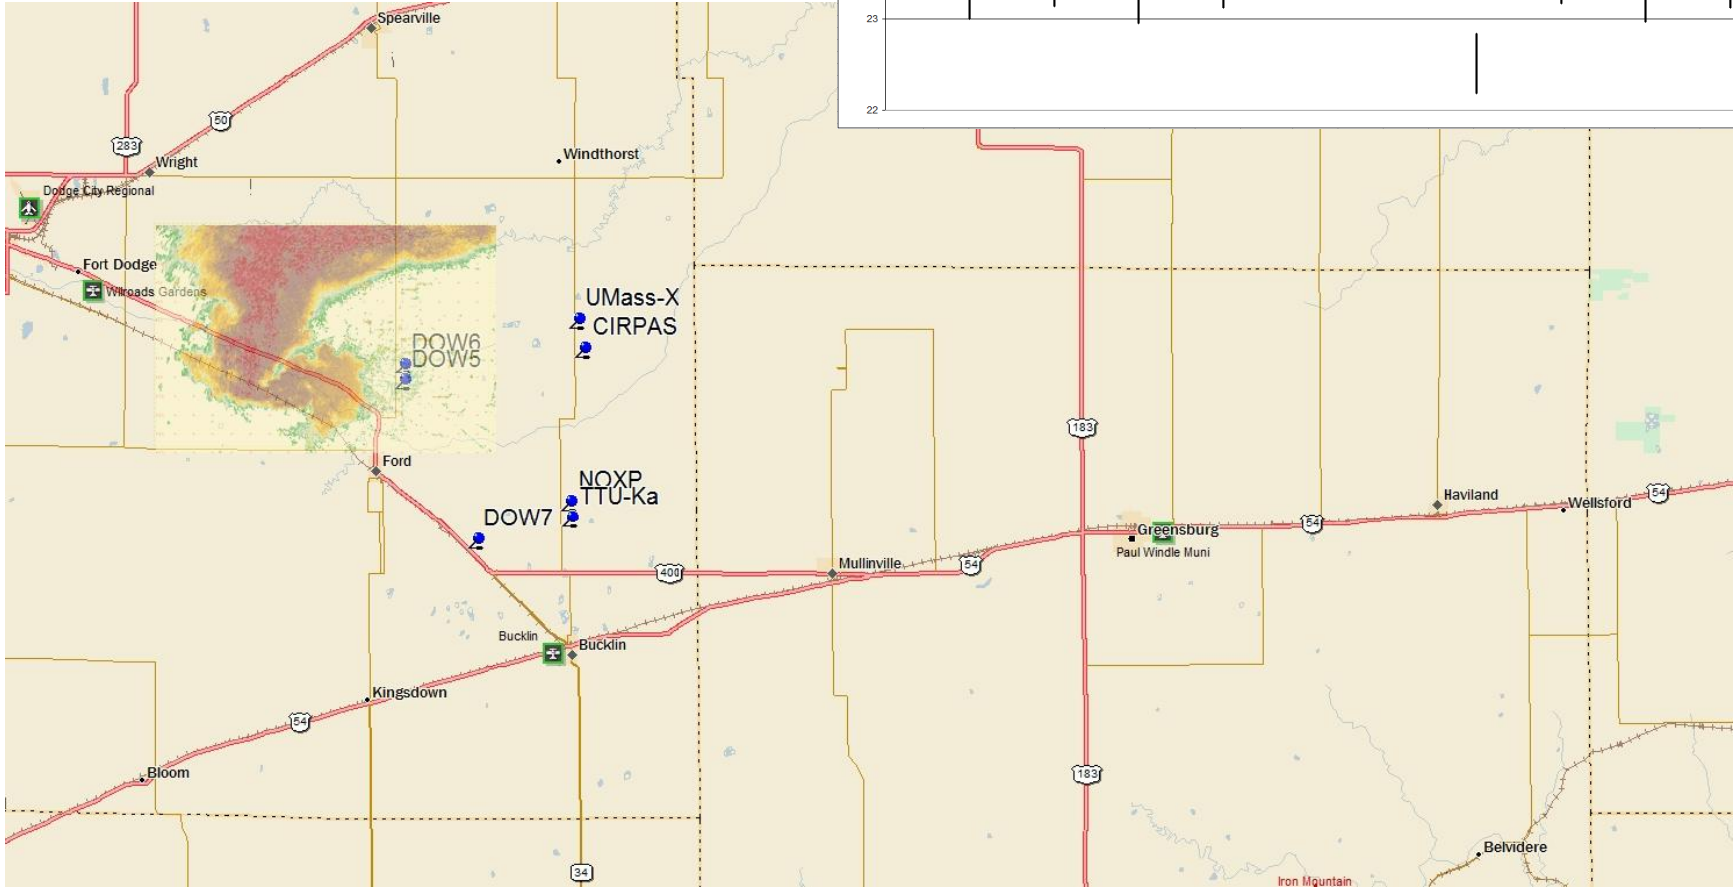 Spearville
23
22
50
283
Wright
Windthorst
Dodge City Regional
Fort Dodge
Wilroads Gardens
UMass-X
CIRPAS
DOW6
DOW5
183
Ford
NOXP
TTU-Ka
DOW7
Haviland
Wellsford
54
54
Greensburg
Paul Windle Muni
400
Mullinville
54
Bucklin
Bucklin
Kingsdown
54
Bloom
183
34
Belvidere
Iron Mountain